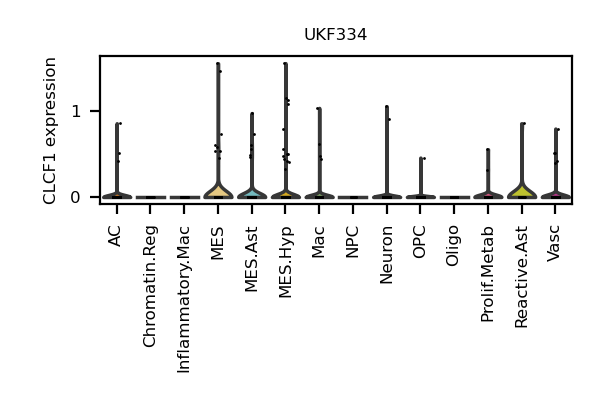 UKF334
CLCF1 expression
1
0
AC
Chromatin.Reg
Inflammatory.Mac
MES
MES.Ast
MES.Hyp
Mac
NPC
Neuron
OPC
Oligo
Prolif.Metab
Reactive.Ast
Vasc